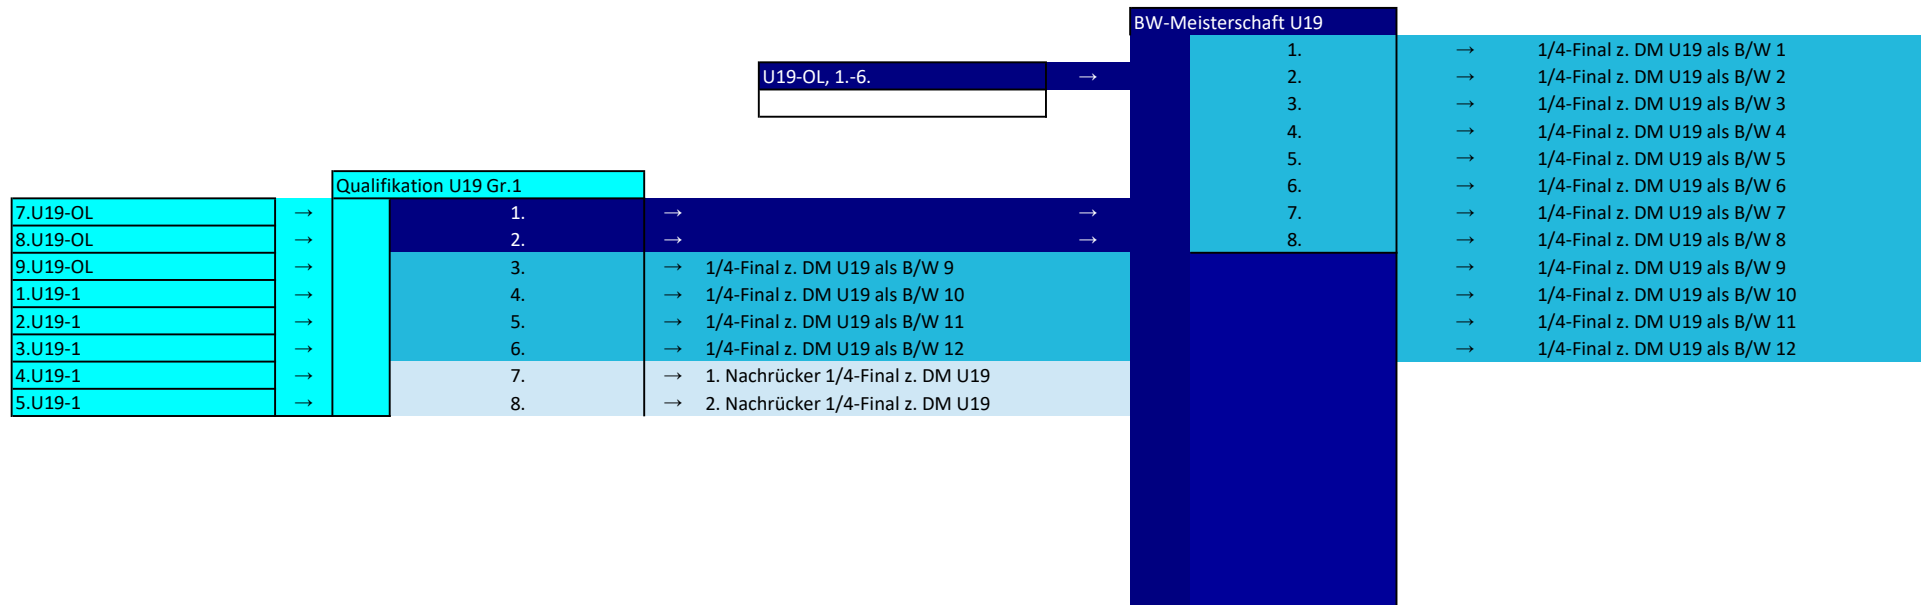 BW-Meisterschaft U19
1. → 1/4-Final z. DM U19 als B/W 1
U19-OL, 1.-6. → 2. → 1/4-Final z. DM U19 als B/W 2
3. → 1/4-Final z. DM U19 als B/W 3
4. → 1/4-Final z. DM U19 als B/W 4
5. → 1/4-Final z. DM U19 als B/W 5
Qualifikation U19 Gr.1 6. → 1/4-Final z. DM U19 als B/W 6
7.U19-OL → 1. → → 7. → 1/4-Final z. DM U19 als B/W 7
8.U19-OL → 2. → → 8. → 1/4-Final z. DM U19 als B/W 8
9.U19-OL → 3. → 1/4-Final z. DM U19 als B/W 9 → 1/4-Final z. DM U19 als B/W 9
1.U19-1 → 4. → 1/4-Final z. DM U19 als B/W 10 → 1/4-Final z. DM U19 als B/W 10
2.U19-1 → 5. → 1/4-Final z. DM U19 als B/W 11 → 1/4-Final z. DM U19 als B/W 11
3.U19-1 → 6. → 1/4-Final z. DM U19 als B/W 12 → 1/4-Final z. DM U19 als B/W 12
4.U19-1 → 7. → 1. Nachrücker 1/4-Final z. DM U19
5.U19-1 → 8. → 2. Nachrücker 1/4-Final z. DM U19